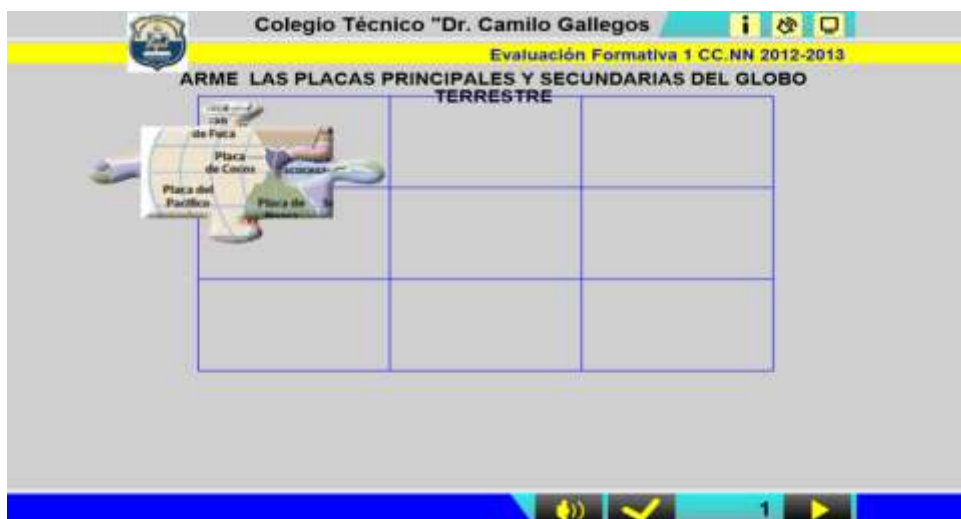 Colegio Técnico "Dr. Camilo Gallegos
Evaluación Formativa 1 CC.NN 2012-2013
ARME LAS PLACAS PRINCIPALES Y SECUNDARIAS DEL GLOBO
TERRESTRE
de Fuca
Placa
de Cocos
Placa del
Pacífico
Placa de
1